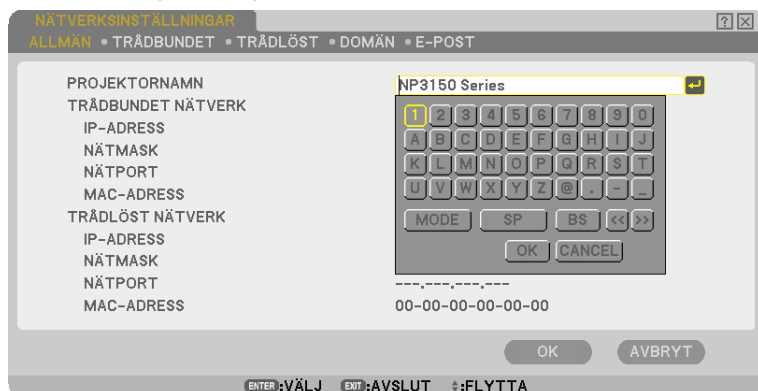 NÄTVERKSINSTÄLLNINGAR
ALLMÄN • TRÅDBUNDET • TRÅDLÖST • DOMÄN • E-POST
PROJEKTORNAMN NP3150 Series
TRÅDBUNDET NÄTVERK
IP-ADRESS
NÄTMASK
NÄTPORT
MAC-ADRESS
TRÅDLÖST NÄTVERK
IP-ADRESS
NÄTMASK
NÄTPORT ---.---.---.---
MAC-ADRESS 00-00-00-00-00-00
1 2 3 4 5 6 7 8 9 0
A B C D E F G H I J
K L M N O P Q R S T
U V W X Y Z @ . - _
MODE SP BS << >>
OK CANCEL
OK AVBRYT
ENTER :VÄLJ EXIT :AVSLUT :FLYTTA